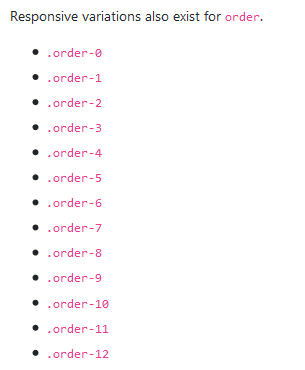 Responsive variations also exist for order.
.order-0
.order-1
.order-2
.order-3
.order-4
.order-5
.order-6
.order-7
.order-8
.order-9
.order-10
.order-11
.order-12